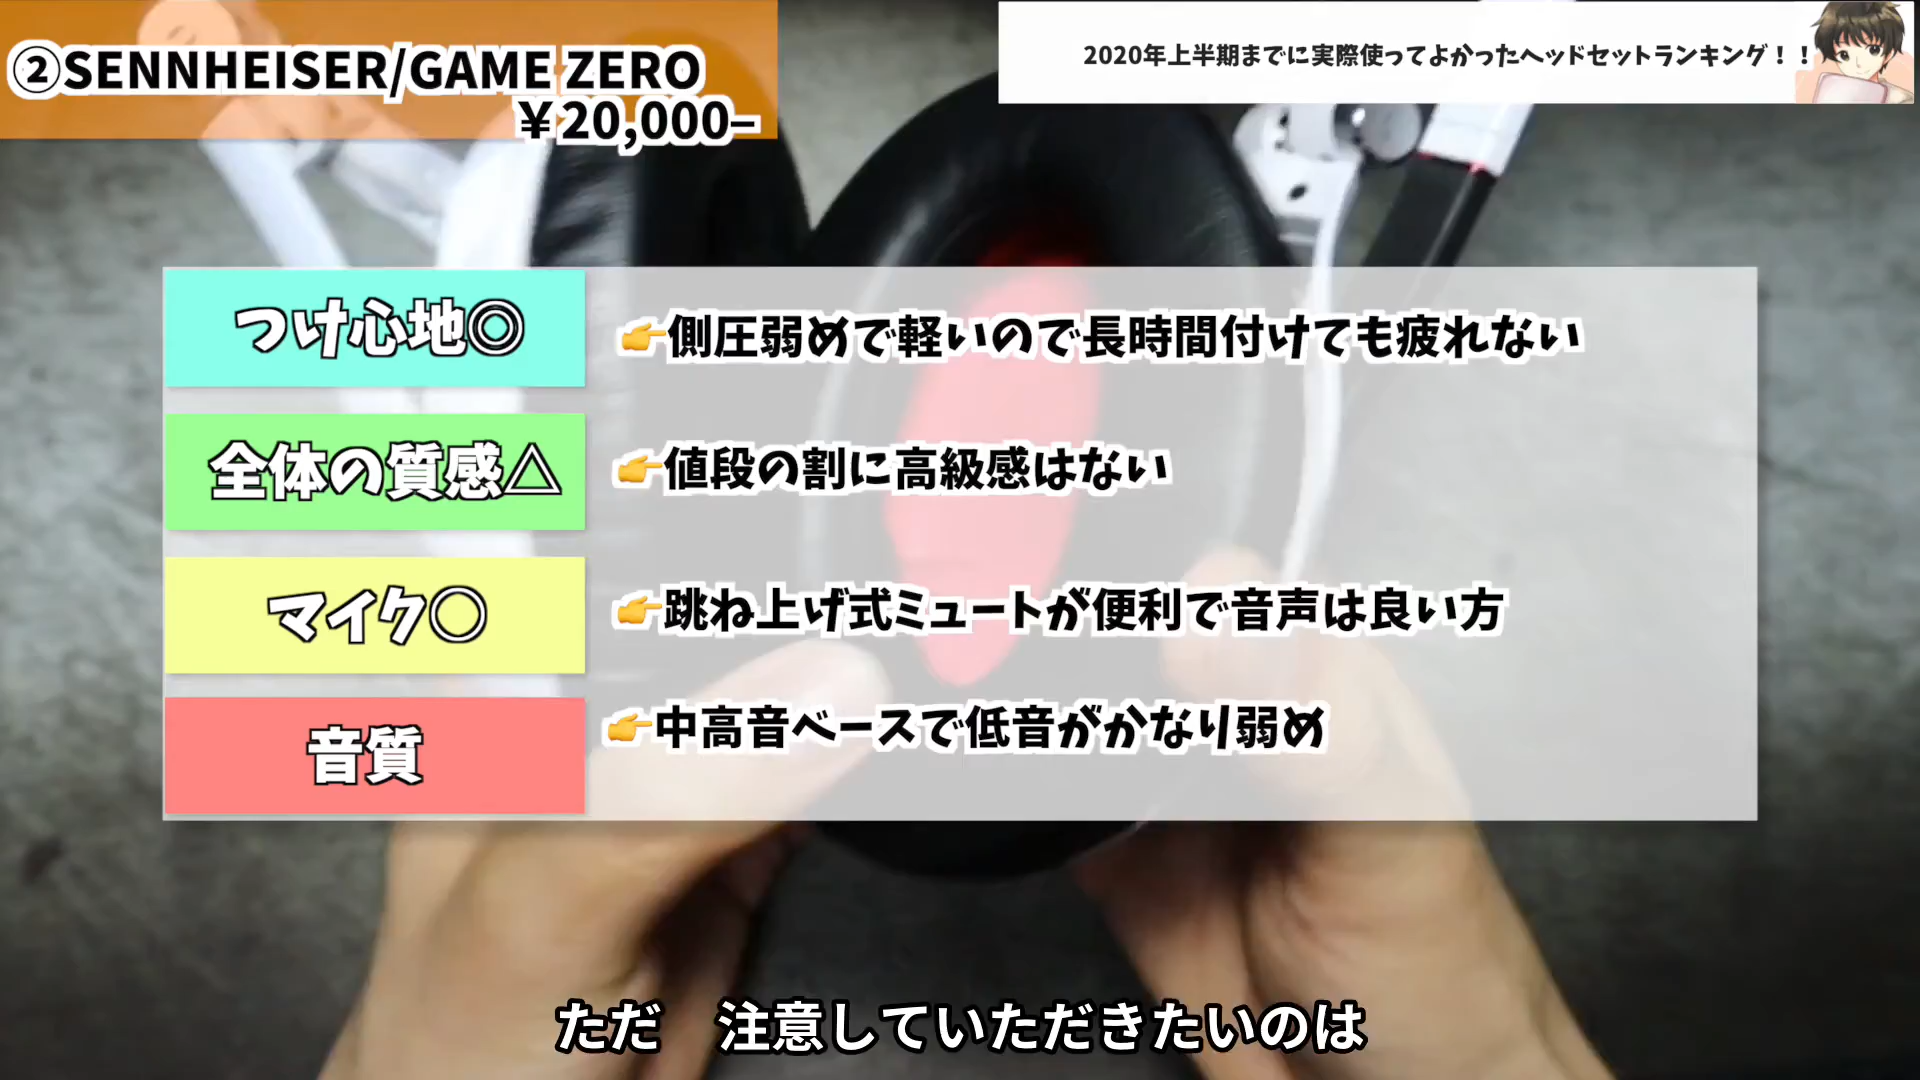 ②SENNHEISER/GAME ZERO
￥20,000–
2020年上半期までに実際使ってよかったヘッドセットランキング！！
つけ心地◎
👉側圧弱めで軽いので長時間付けても疲れない
全体の質感△
👉値段の割に高級感はない
マイク〇
👉跳ね上げ式ミュートが便利で音声は良い方
音質
👉中高音ベースで低音がかなり弱め
ただ　注意していただきたいのは